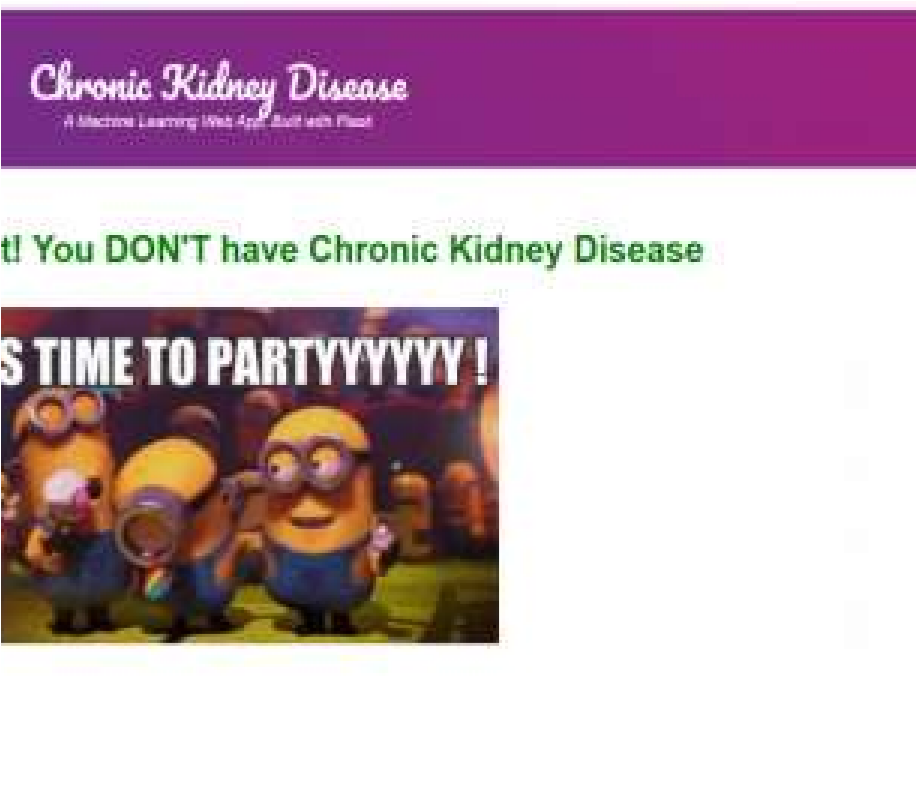 Chronic Kidney Disease
A Machine Learning Web App, Built with Flask
t! You DON'T have Chronic Kidney Disease
S TIME TO PARTYYYYYY !